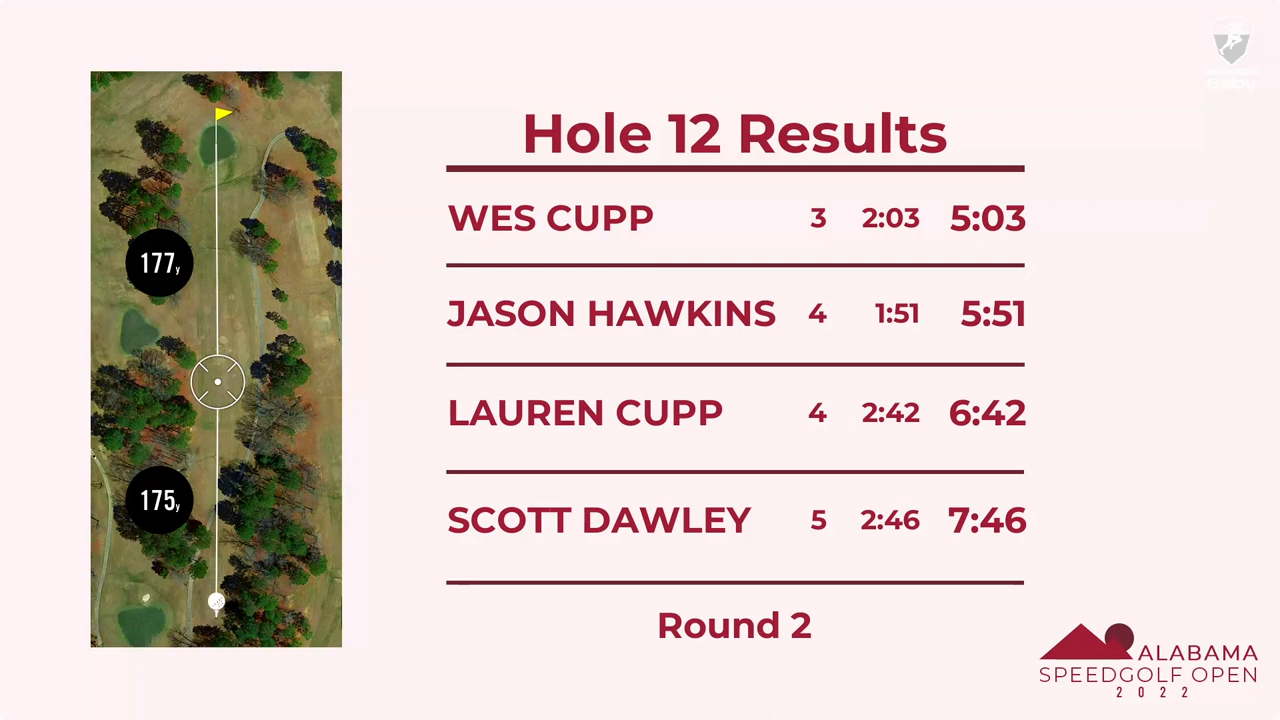 Hole 12 Results
WES CUPP 3 2:03 5:03
JASON HAWKINS 4 1:51 5:51
LAUREN CUPP 4 2:42 6:42
SCOTT DAWLEY 5 2:46 7:46
Round 2
177y
175y
ALABAMA
SPEEDGOLF OPEN
2022